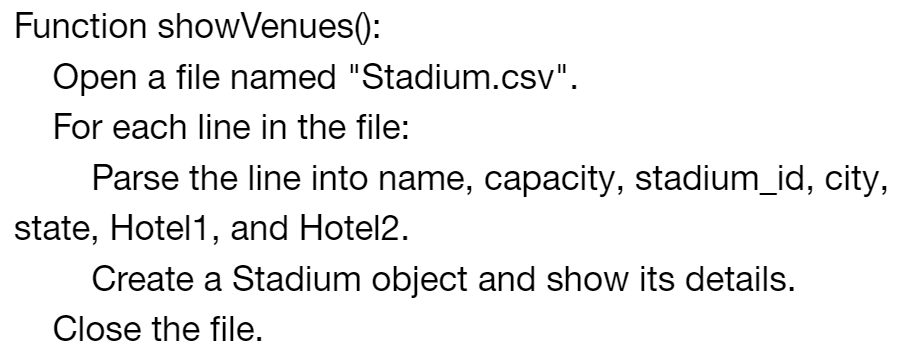 Function showVenues():
Open a file named "Stadium.csv".
For each line in the file:
Parse the line into name, capacity, stadium_id, city,
state, Hotel1, and Hotel2.
Create a Stadium object and show its details.
Close the file.